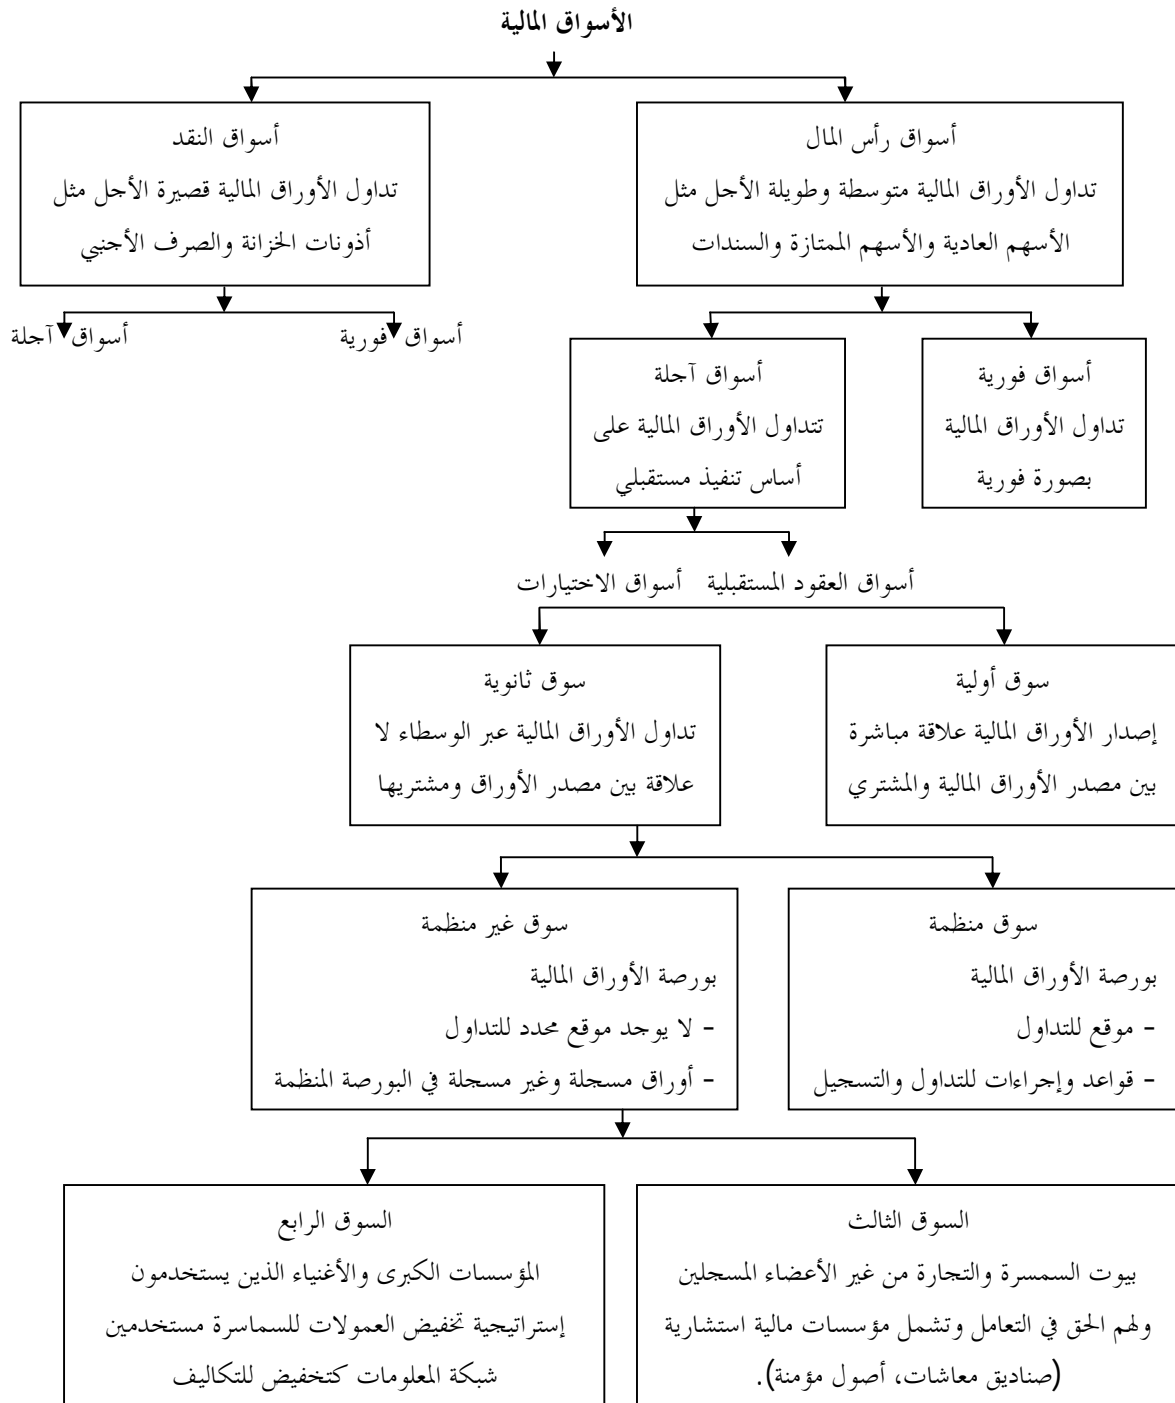 الأسواق المالية
أسواق رأس المال
تداول الأوراق المالية متوسطة وطويلة الأجل مثل
الأسهم العادية والأسهم الممتازة والسندات
أسواق النقد
تداول الأوراق المالية قصيرة الأجل مثل
أذونات الخزانة والصرف الأجنبي
أسواق فورية
أسواق آجلة
أسواق فورية
تداول الأوراق المالية
بصورة فورية
أسواق آجلة
تتداول الأوراق المالية على
أساس تنفيذ مستقبلي
أسواق العقود المستقبلية
أسواق الاختيارات
سوق أولية
إصدار الأوراق المالية علاقة مباشرة
بين مصدر الأوراق المالية والمشتري
سوق ثانوية
تداول الأوراق المالية عبر الوسطاء لا
علاقة بين مصدر الأوراق ومشتريها
سوق منظمة
بورصة الأوراق المالية
- موقع للتداول
- قواعد وإجراءات للتداول والتسجيل
سوق غير منظمة
بورصة الأوراق المالية
- لا يوجد موقع محدد للتداول
- أوراق مسجلة وغير مسجلة في البورصة المنظمة
السوق الثالث
بيوت السمسرة والتجارة من غير الأعضاء المسجلين
ولهم الحق في التعامل وتشمل مؤسسات مالية استشارية
(صناديق معاشات، أصول مؤمنة).
السوق الرابع
المؤسسات الكبرى والأغنياء الذين يستخدمون
إستراتيجية تخفيض العمولات للسماسرة مستخدمين
شبكة المعلومات كتخفيض للتكاليف